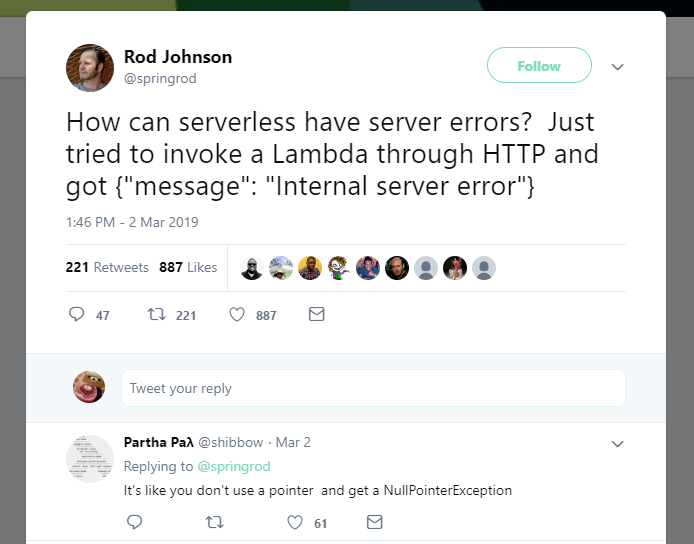 Rod Johnson
@springrod
Follow
How can serverless have server errors?  Just
tried to invoke a Lambda through HTTP and
got {"message": "Internal server error"}
1:46 PM - 2 Mar 2019
221 Retweets 887 Likes
47 221 887
Tweet your reply
Partha Paλ @shibbow · Mar 2
Replying to @springrod
It's like you don't use a pointer  and get a NullPointerException
61